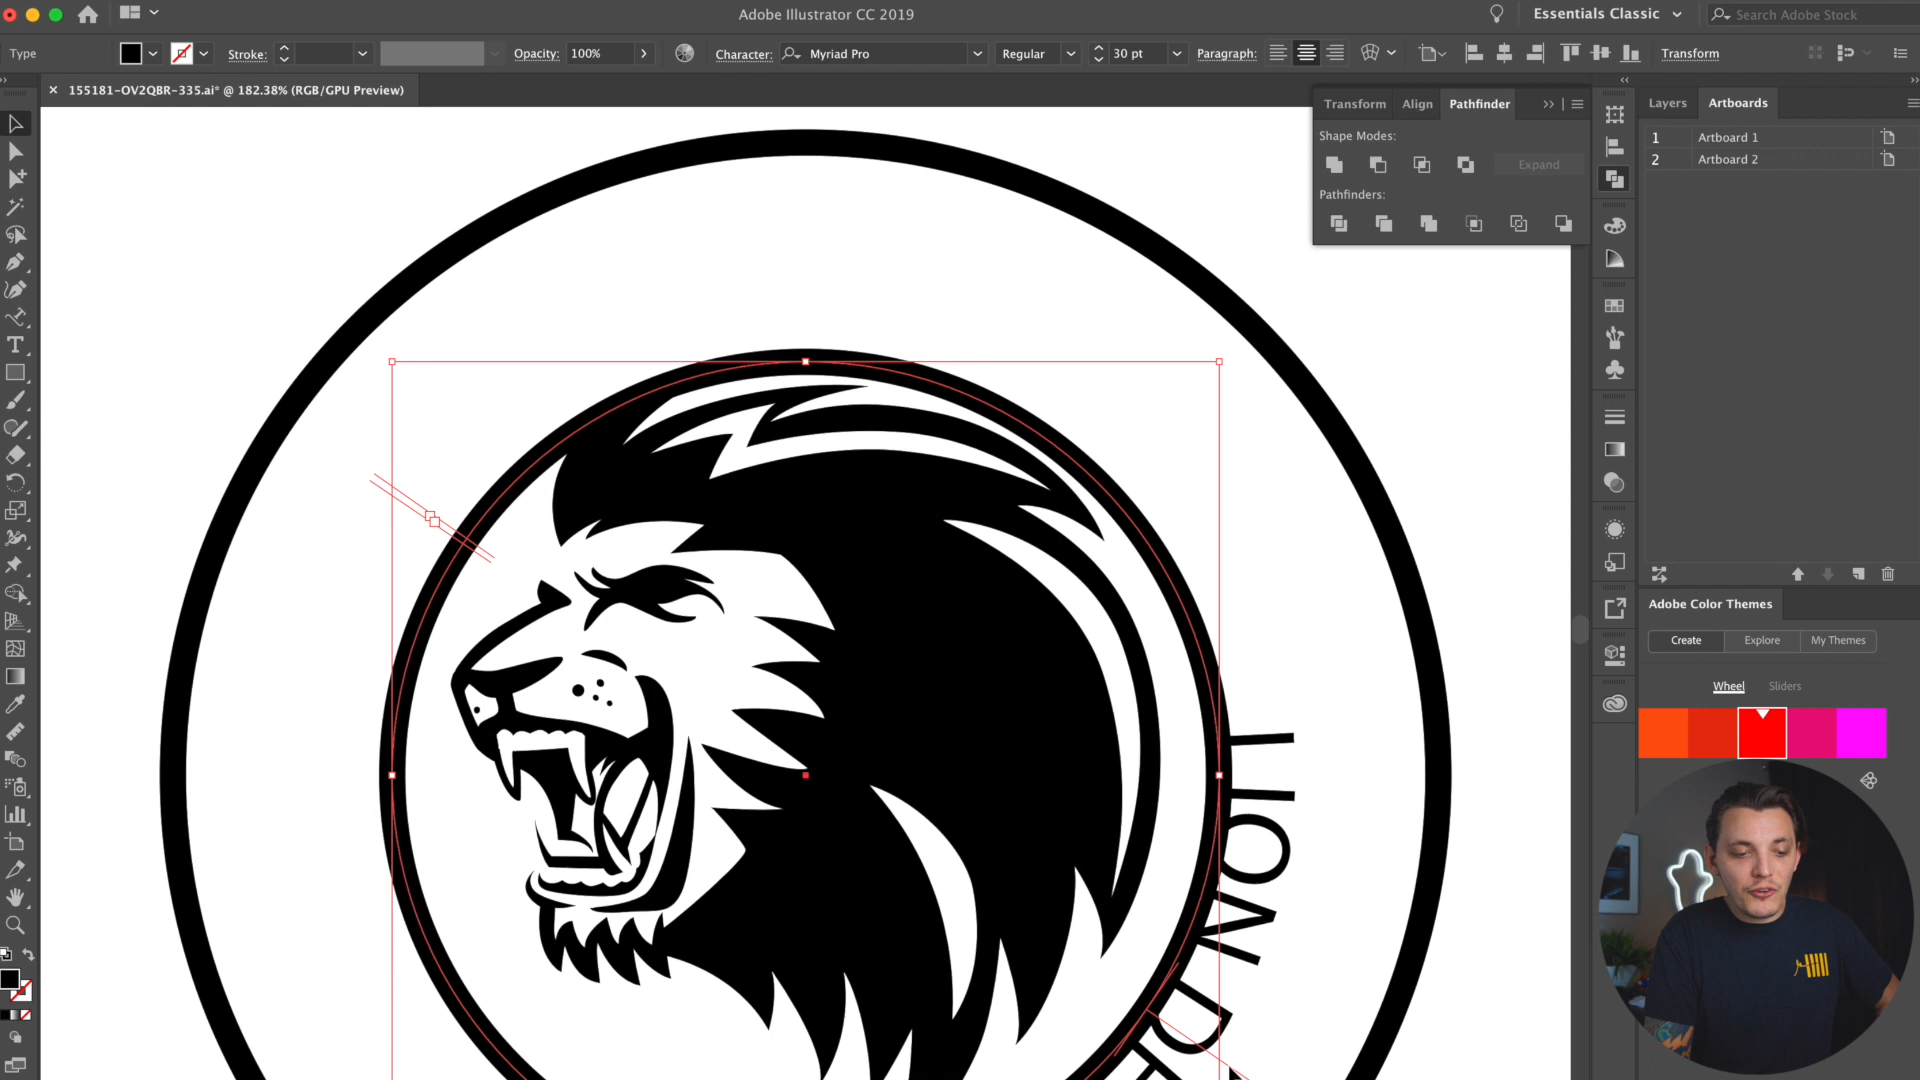 Adobe Illustrator CC 2019
Essentials Classic
Search Adobe Stock
Type
Stroke:
Opacity: 100%
Character: Myriad Pro
Regular
30 pt
Paragraph:
Transform
155181-OV2QBR-335.ai* @ 182.38% (RGB/GPU Preview)
Transform Align Pathfinder
Shape Modes:
Expand
Pathfinders:
Layers Artboards
1 Artboard 1
2 Artboard 2
Adobe Color Themes
Create Explore My Themes
Wheel Sliders
LION DE